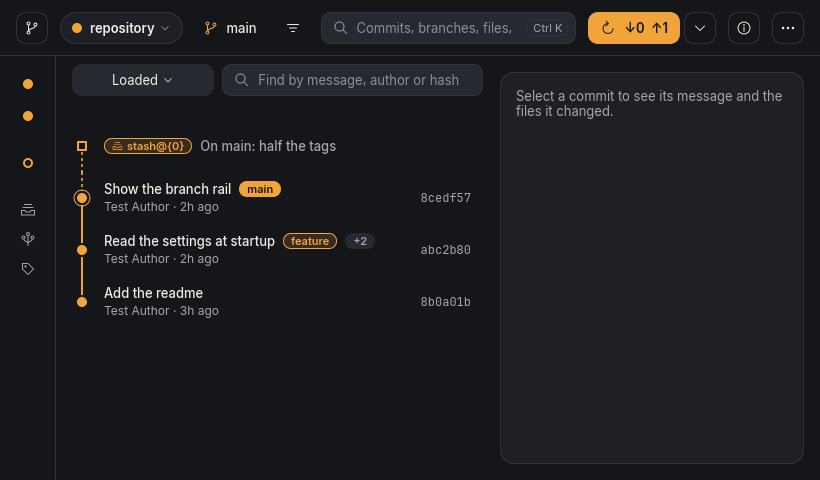 repository
main
Commits, branches, files,
Ctrl K
↓0 ↑1
Loaded
Find by message, author or hash
Select a commit to see its message and the
files it changed.
stash@{0} On main: half the tags
Show the branch rail main
Test Author · 2h ago
8cedf57
Read the settings at startup feature +2
Test Author · 2h ago
abc2b80
Add the readme
Test Author · 3h ago
8b0a01b